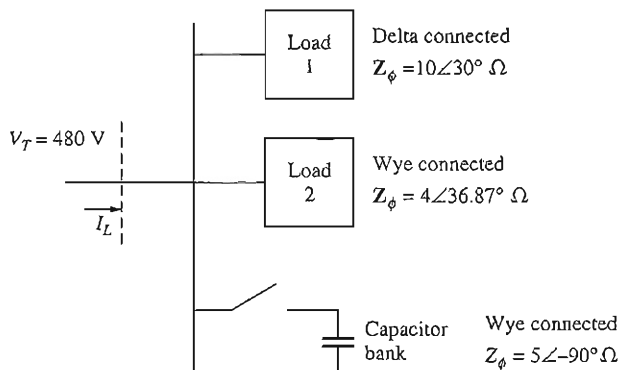 Load
1
Delta connected
Z_ϕ =10∠30° Ω
V_T = 480 V
I_L
Load
2
Wye connected
Z_ϕ = 4∠36.87° Ω
Capacitor
bank
Wye connected
Z_ϕ = 5∠–90° Ω